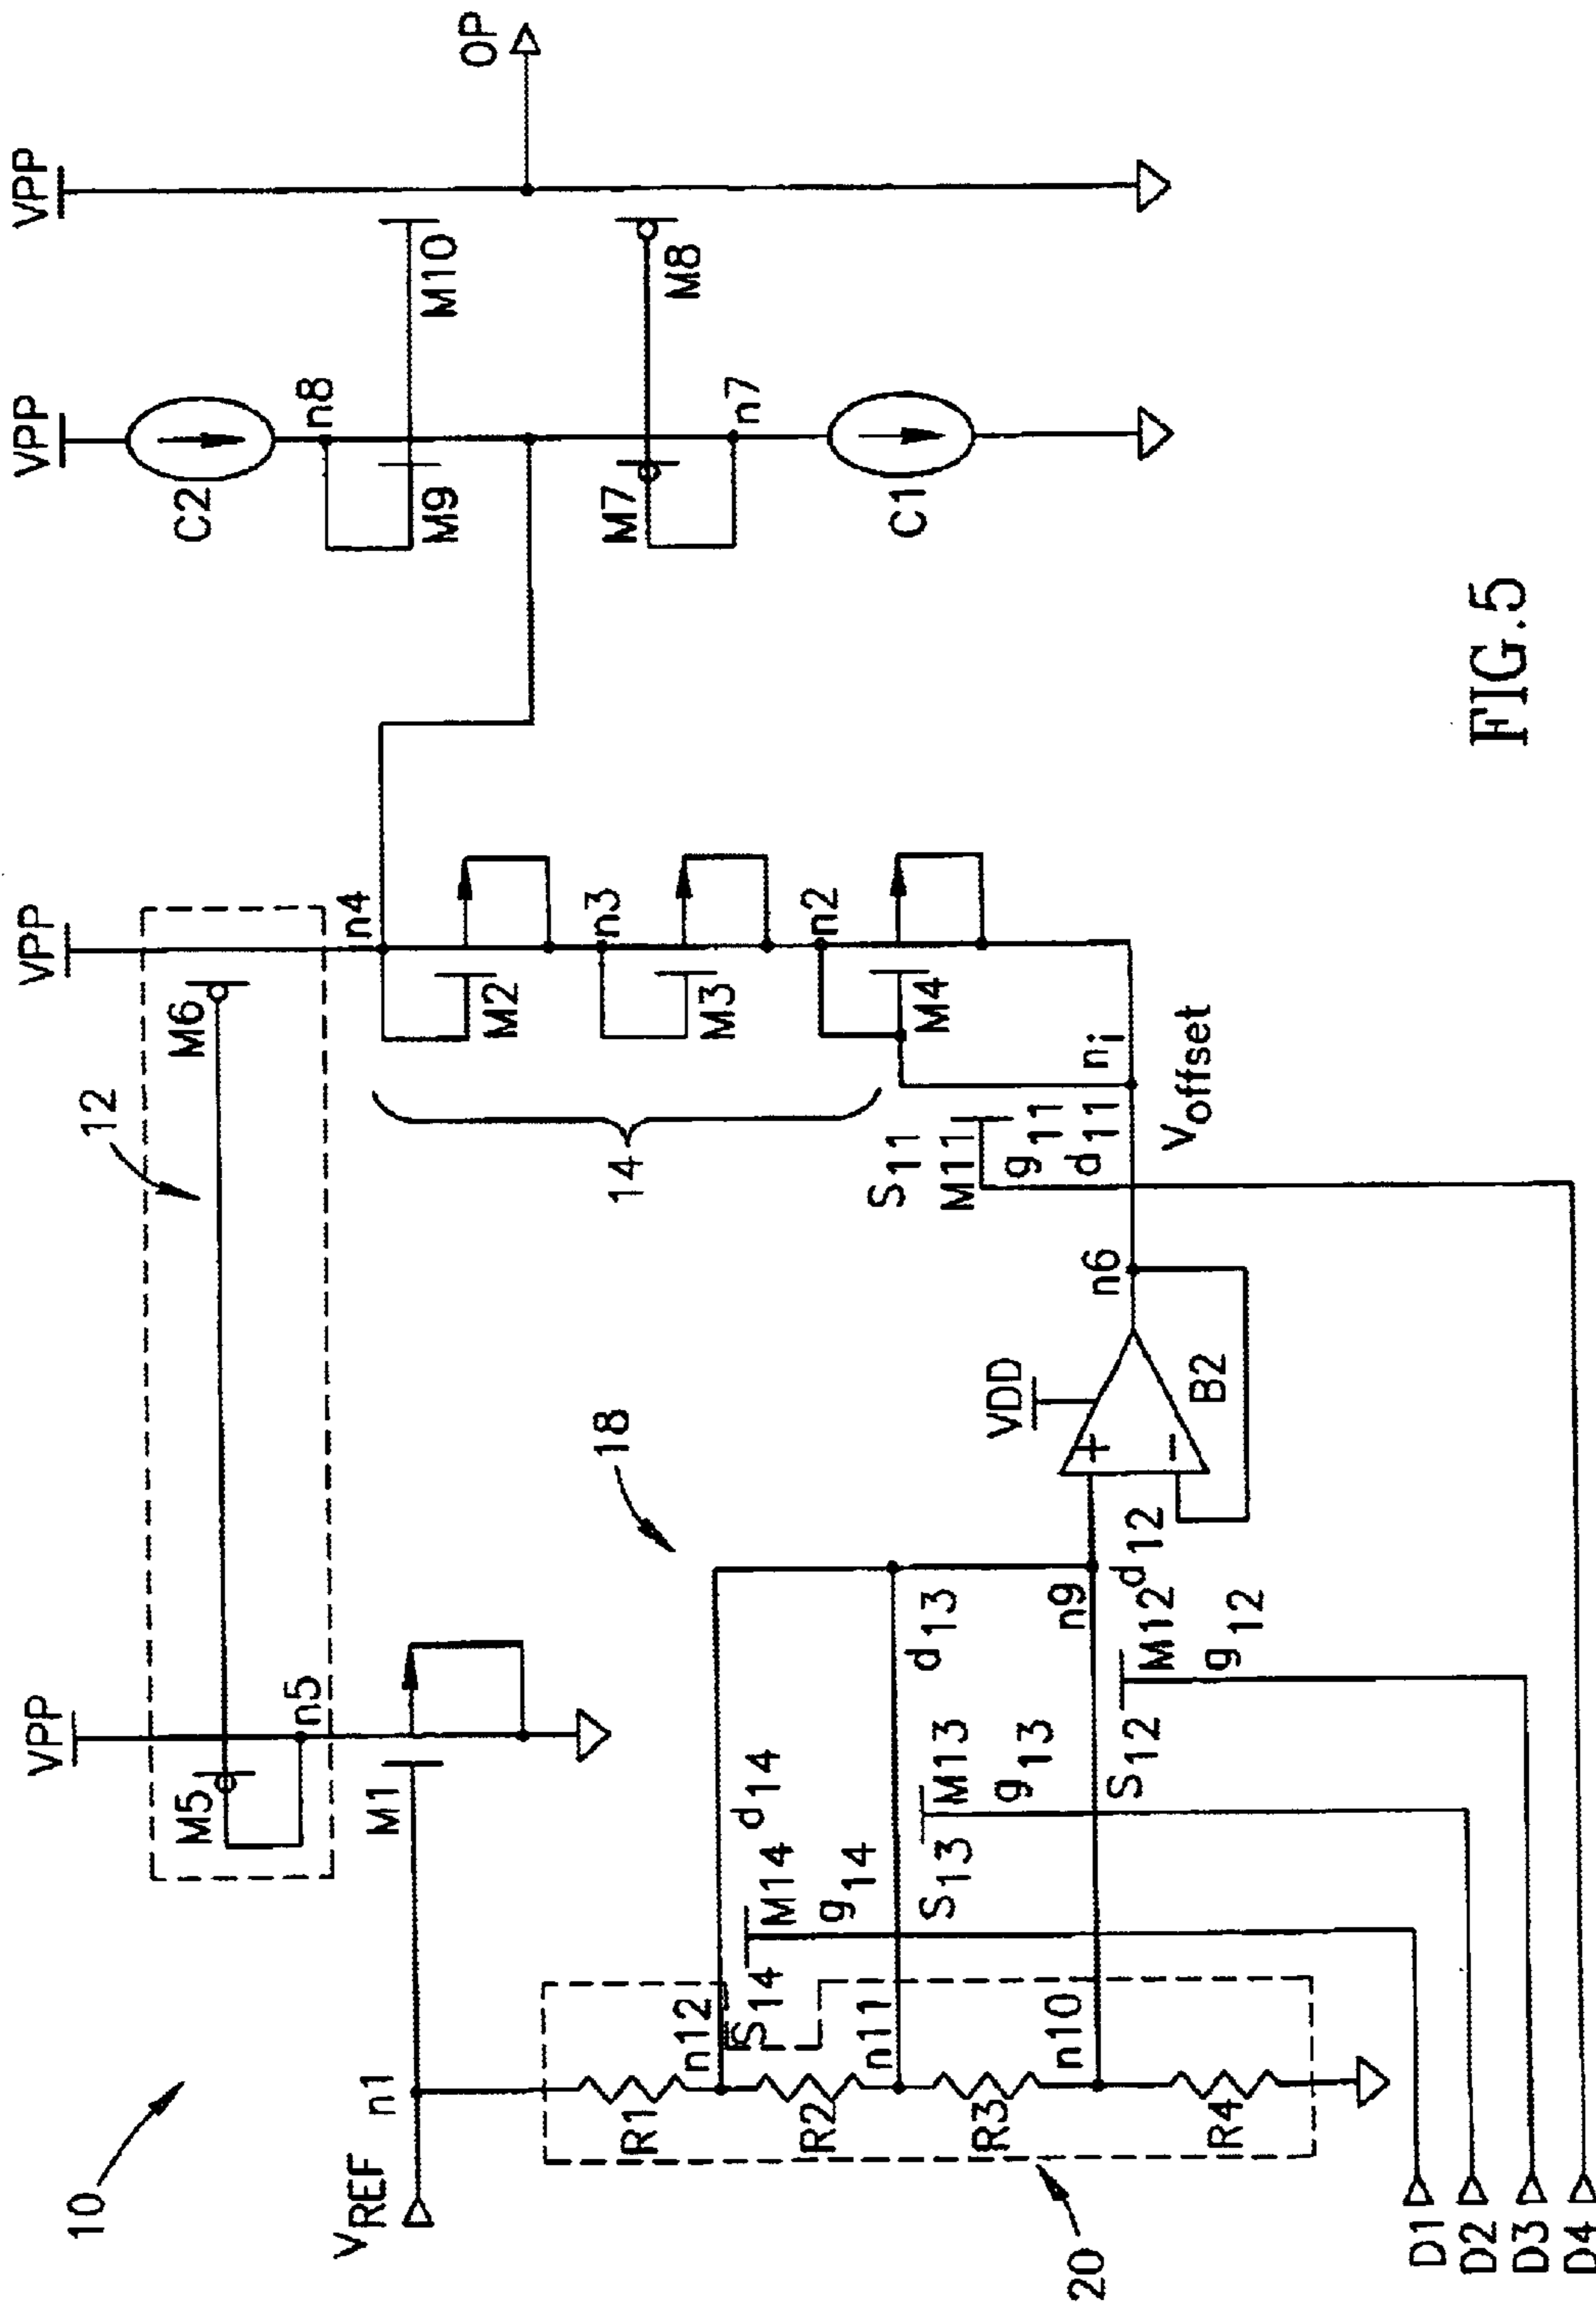 10
VREF
n1
VPP
M5
n5
M1
12
M6
VPP
n4
M2
n3
M3
n2
M4
14
VPP
C2
n8
M9
M10
M7
M8
n7
C1
VPP
OP
20
R1
R2
R3
R4
n12
n11
n10
S14
M14
d14
g14
S13
M13
g13
d13
S12
M12
g12
d12
n9
18
VDD
+
−
B2
n6
S11
M11
g11
d11
ni
Voffset
D1
D2
D3
D4
FIG.5